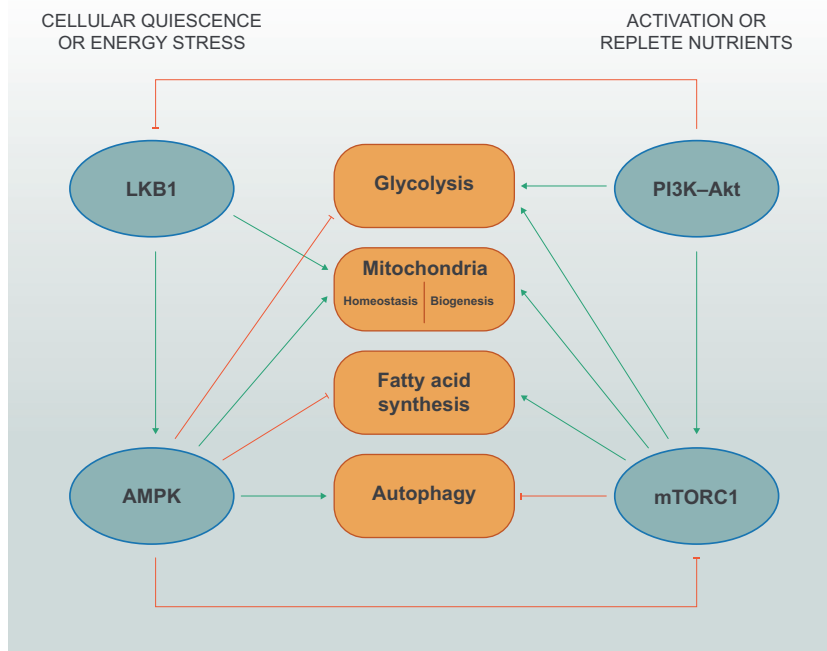 CELLULAR QUIESCENCE
OR ENERGY STRESS
ACTIVATION OR
REPLETE NUTRIENTS
LKB1
Glycolysis
PI3K–Akt
Mitochondria
Homeostasis
Biogenesis
Fatty acid
synthesis
AMPK
Autophagy
mTORC1